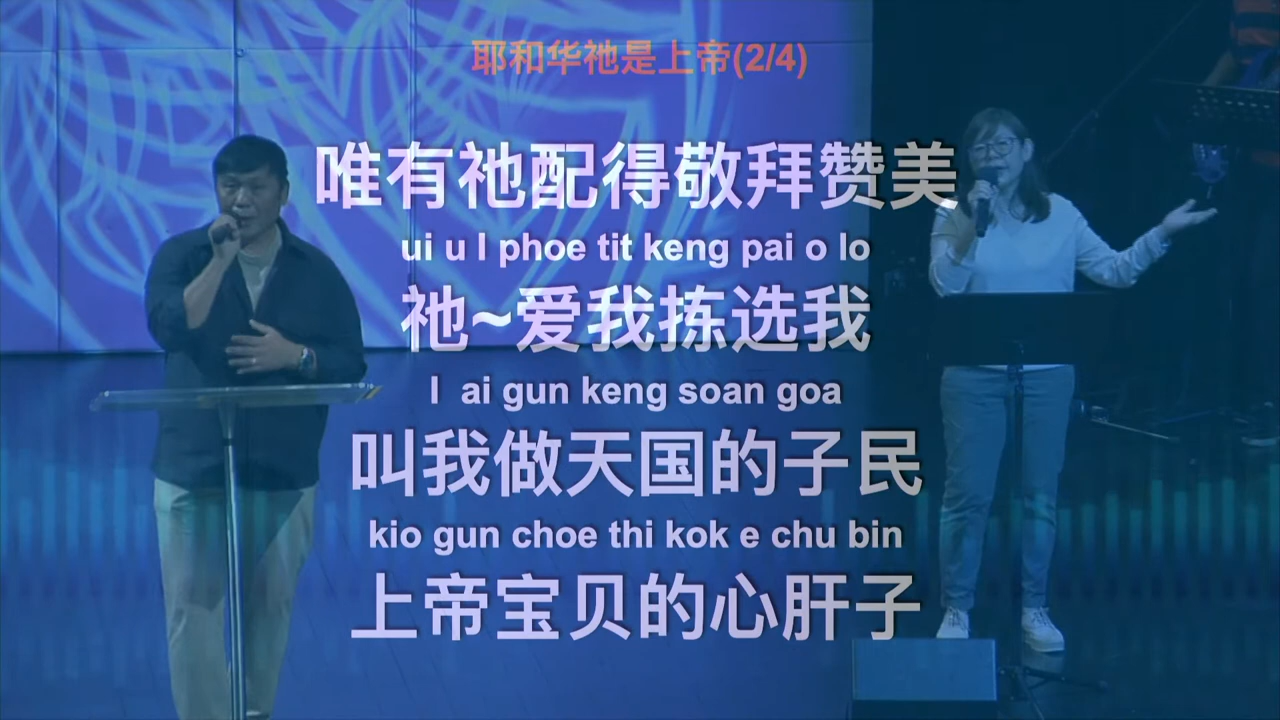 耶和华祂是上帝(2/4)
唯有祂配得敬拜赞美
ui u I phoe tit keng pai o lo
祂~爱我拣选我
I ai gun keng soan goa
叫我做天国的子民
kio gun choe thi kok e chu bin
上帝宝贝的心肝子